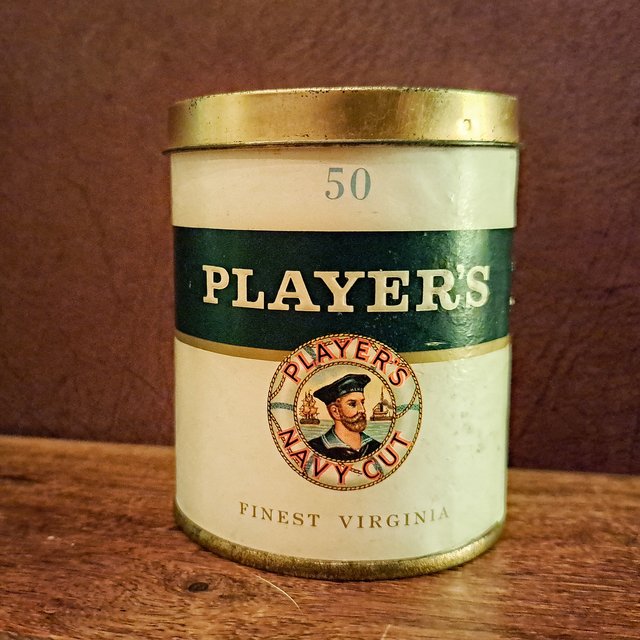 50
PLAYER'S
PLAYER'S
NAVY CUT
FINEST VIRGINIA